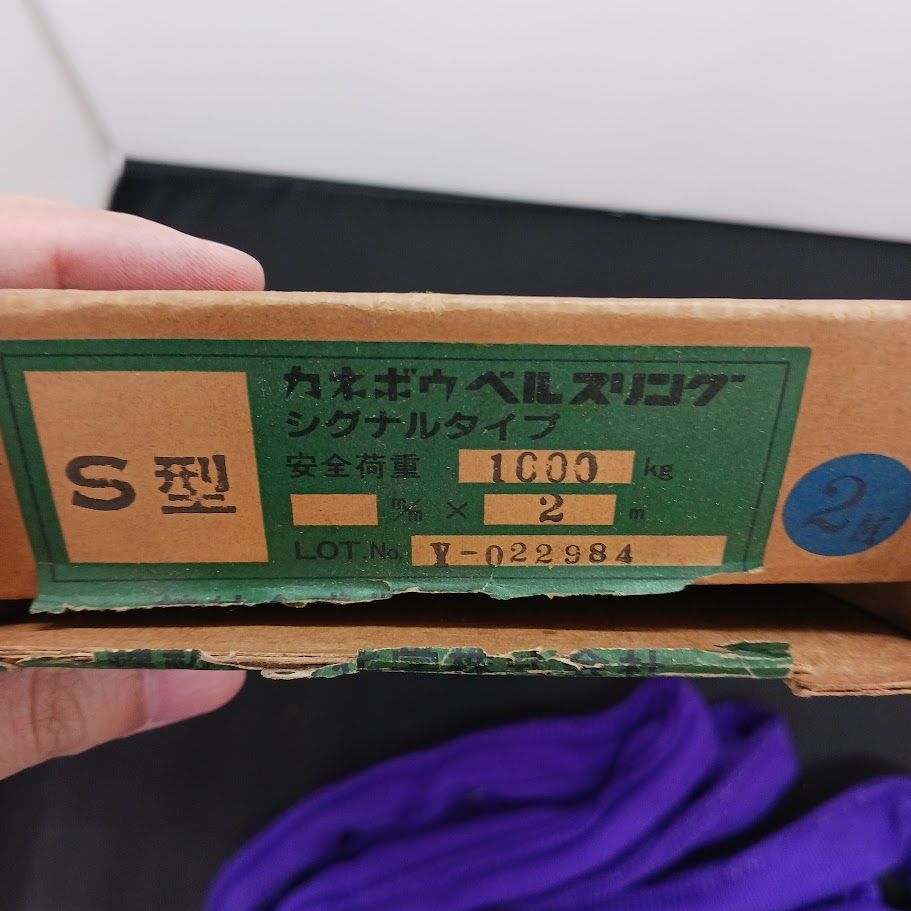 カネボウベルスリング
シグナルタイプ
S型
安全荷重 1000 kg
m/m × 2 m
LOT.No. Y-022984
2M